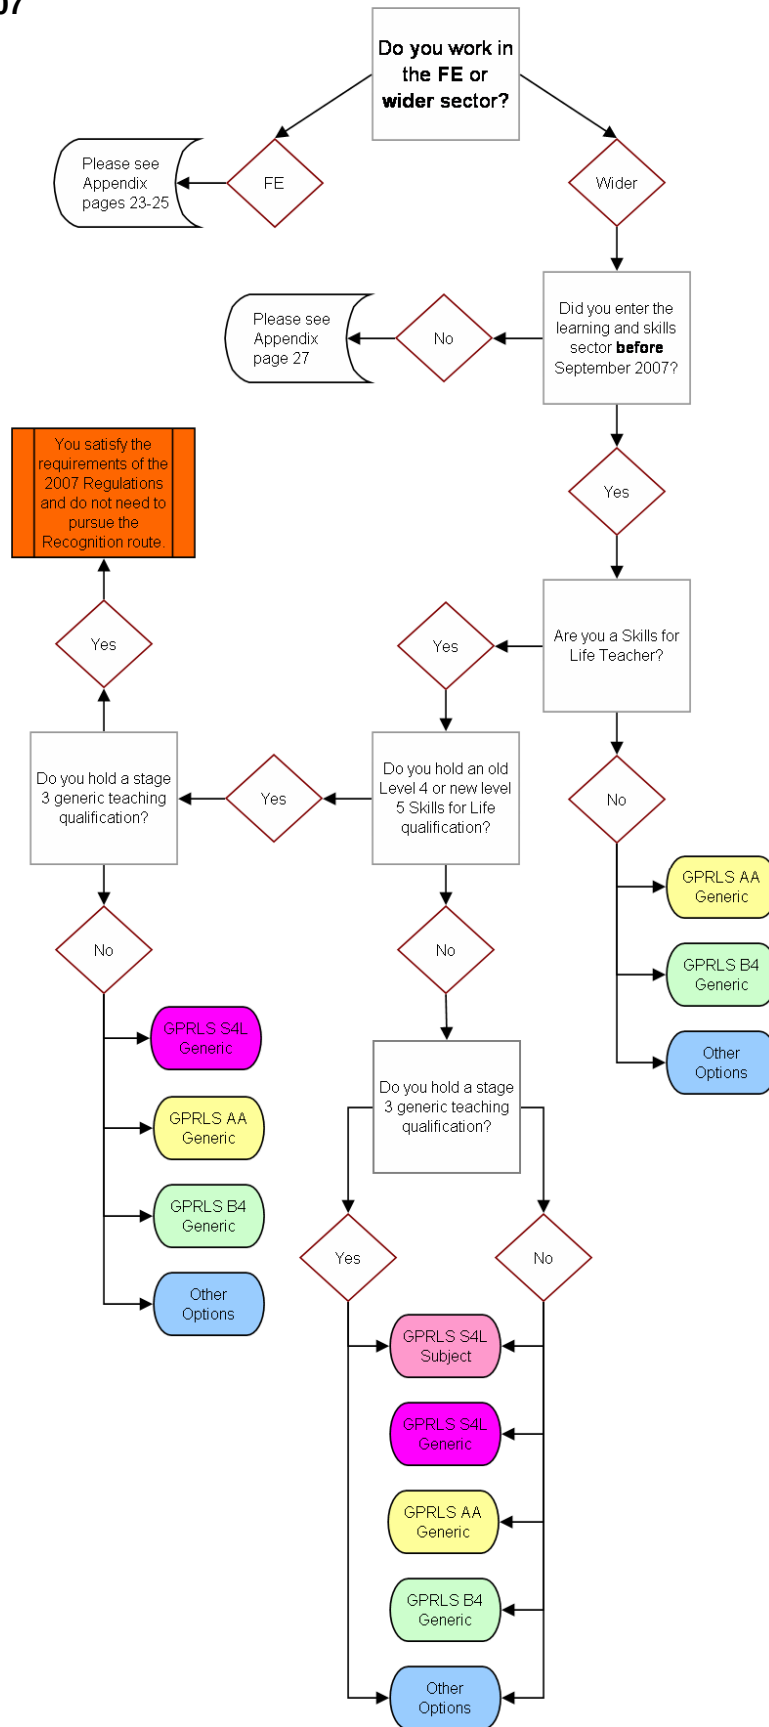 07
Do you work in
the FE or
wider sector?
Please see
Appendix
pages 23-25
FE
Wider
Did you enter the
learning and skills
sector before
September 2007?
No
Please see
Appendix
page 27
Yes
You satisfy the
requirements of the
2007 Regulations
and do not need to
pursue the
Recognition route.
Are you a Skills for
Life Teacher?
Yes
Yes
Do you hold a stage
3 generic teaching
qualification?
Yes
Do you hold an old
Level 4 or new level
5 Skills for Life
qualification?
No
GPRLS AA
Generic
GPRLS B4
Generic
Other
Options
No
No
GPRLS S4L
Generic
GPRLS AA
Generic
GPRLS B4
Generic
Other
Options
Do you hold a stage
3 generic teaching
qualification?
Yes
No
GPRLS S4L
Subject
GPRLS S4L
Generic
GPRLS AA
Generic
GPRLS B4
Generic
Other
Options